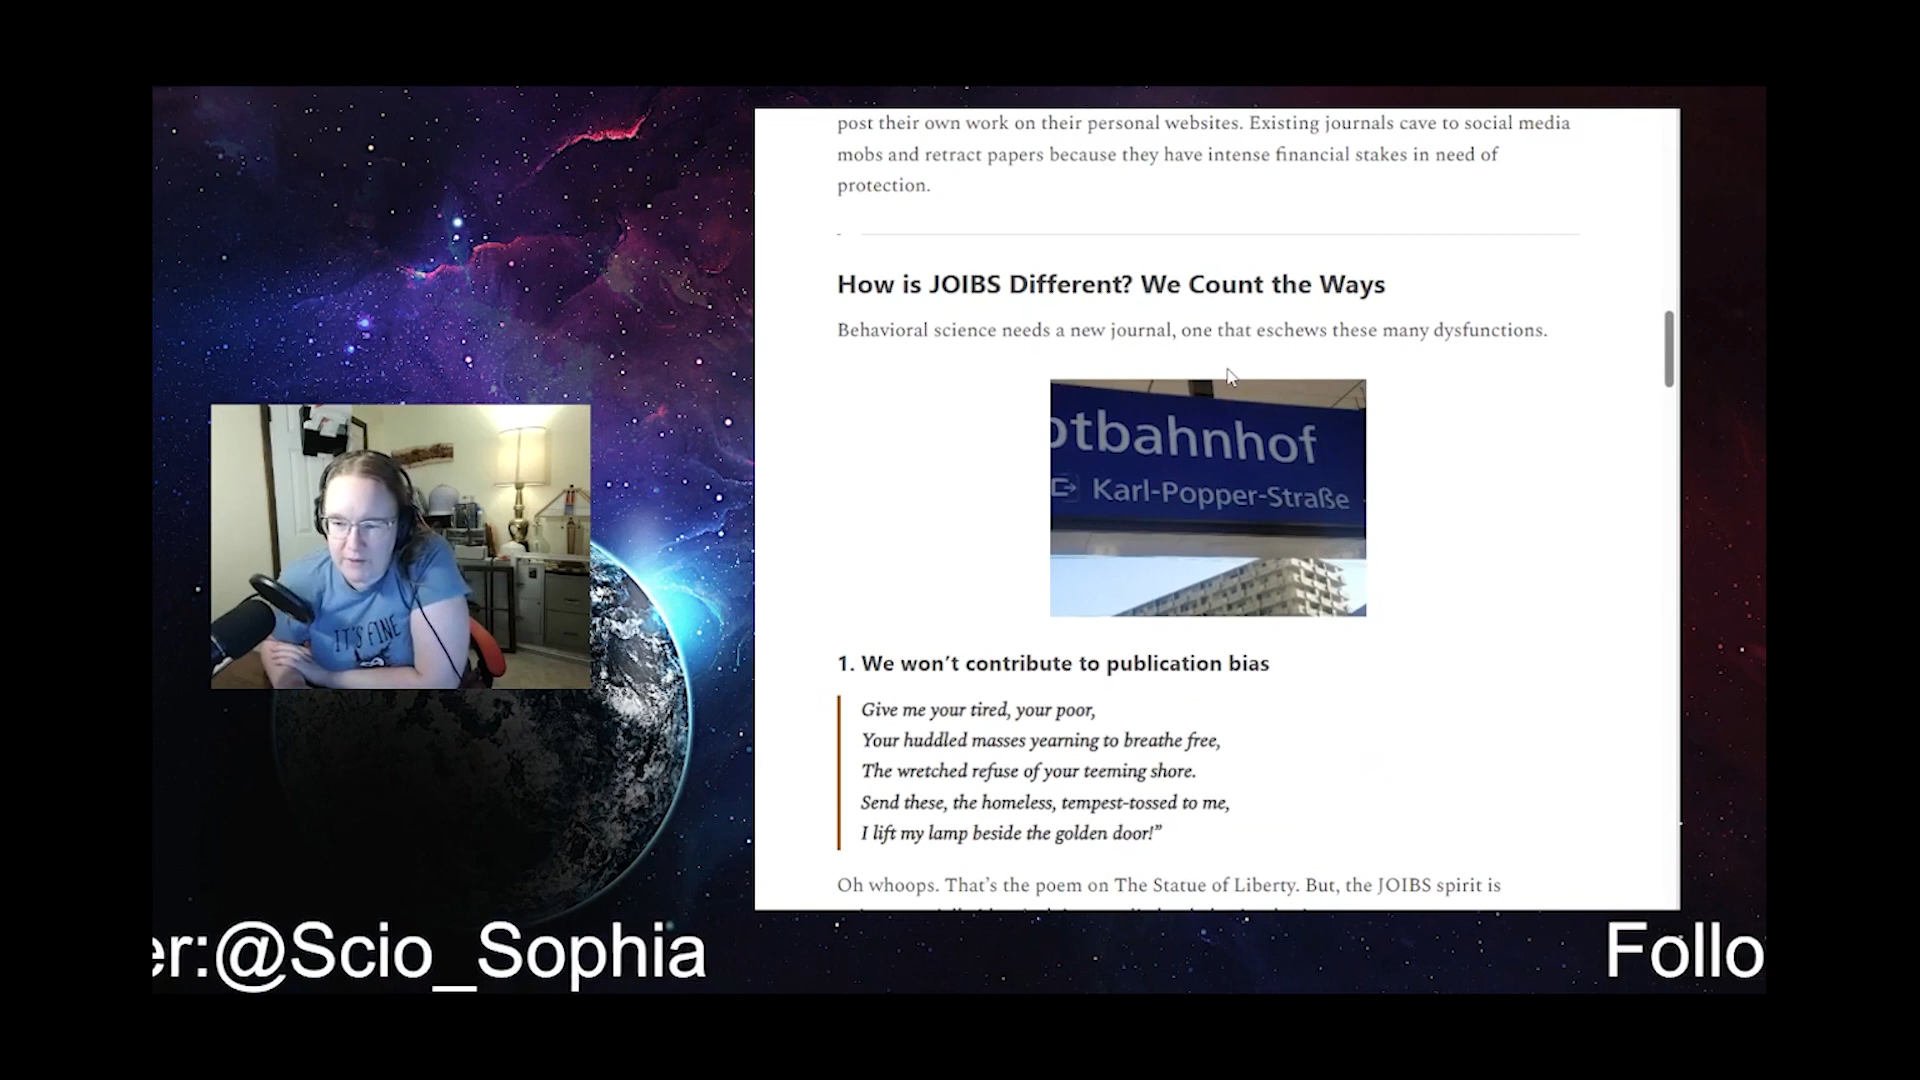 post their own work on their personal websites. Existing journals cave to social media
mobs and retract papers because they have intense financial stakes in need of
protection.
How is JOIBS Different? We Count the Ways
Behavioral science needs a new journal, one that eschews these many dysfunctions.
otbahnhof
Karl-Popper-Straße
1. We won’t contribute to publication bias
Give me your tired, your poor,
Your huddled masses yearning to breathe free,
The wretched refuse of your teeming shore.
Send these, the homeless, tempest-tossed to me,
I lift my lamp beside the golden door!”
Oh whoops. That’s the poem on The Statue of Liberty. But, the JOIBS spirit is
IT'S FINE
er:@Scio_Sophia
Follo